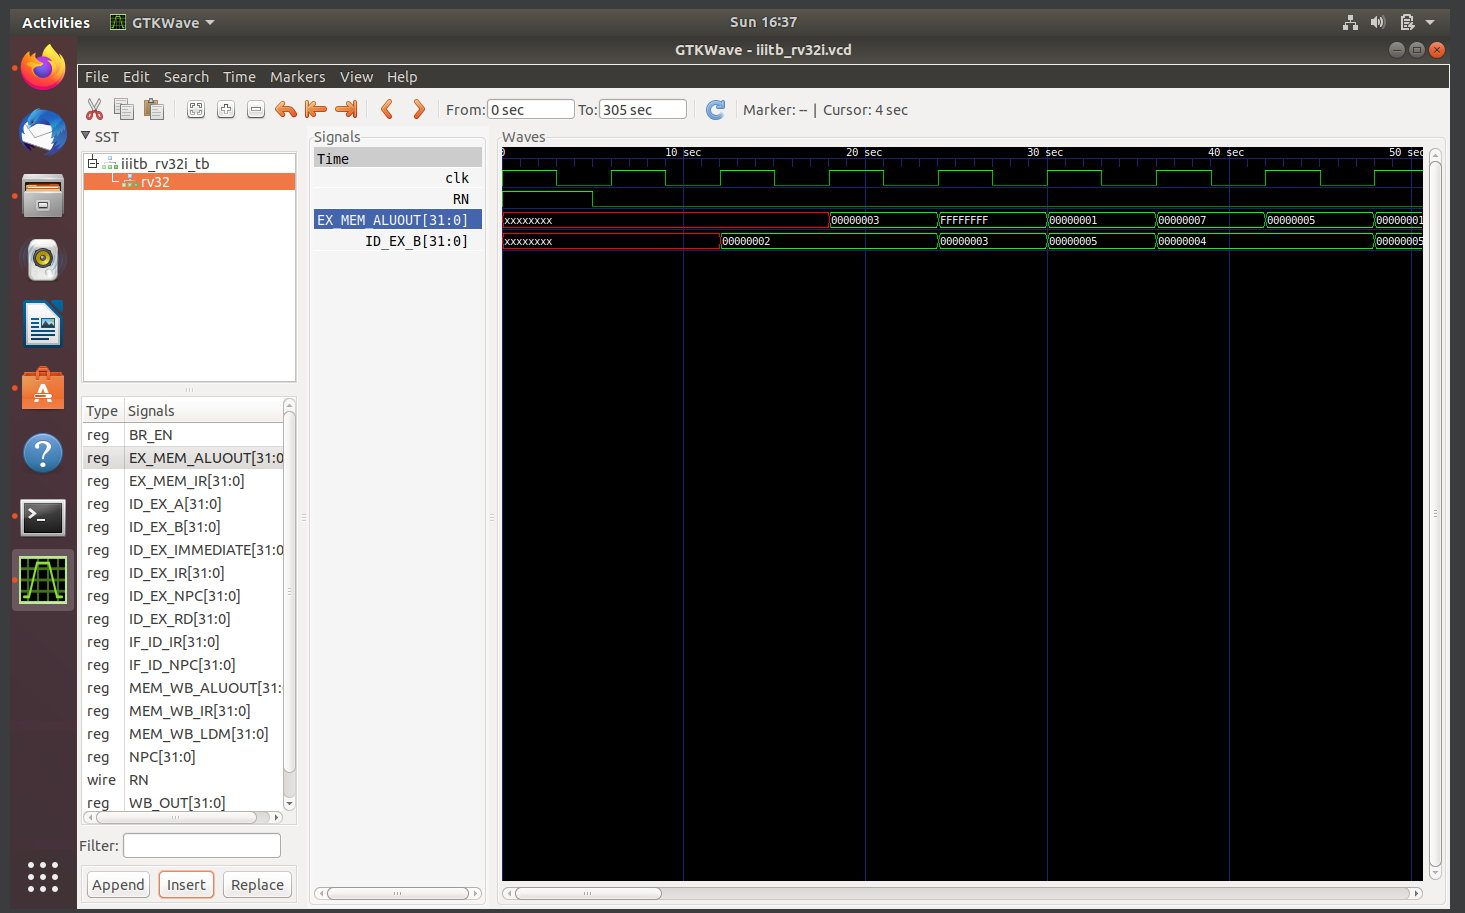 Activities GTKWave Sun 16:37
GTKWave - iiitb_rv32i.vcd
File Edit Search Time Markers View Help
From: 0 sec To: 305 sec Marker: -- | Cursor: 4 sec
SST
iiitb_rv32i_tb
rv32
Type Signals
reg BR_EN
reg EX_MEM_ALUOUT[31:0
reg EX_MEM_IR[31:0]
reg ID_EX_A[31:0]
reg ID_EX_B[31:0]
reg ID_EX_IMMEDIATE[31:0
reg ID_EX_IR[31:0]
reg ID_EX_NPC[31:0]
reg ID_EX_RD[31:0]
reg IF_ID_IR[31:0]
reg IF_ID_NPC[31:0]
reg MEM_WB_ALUOUT[31:
reg MEM_WB_IR[31:0]
reg MEM_WB_LDM[31:0]
reg NPC[31:0]
wire RN
reg WB_OUT[31:0]
Filter:
Append Insert Replace
Signals
Time
clk
RN
EX_MEM_ALUOUT[31:0]
ID_EX_B[31:0]
Waves
0 10 sec 20 sec 30 sec 40 sec 50 sec
xxxxxxxx 00000003 FFFFFFFF 00000001 00000007 00000005 00000001
xxxxxxxx 00000002 00000003 00000005 00000004 00000005